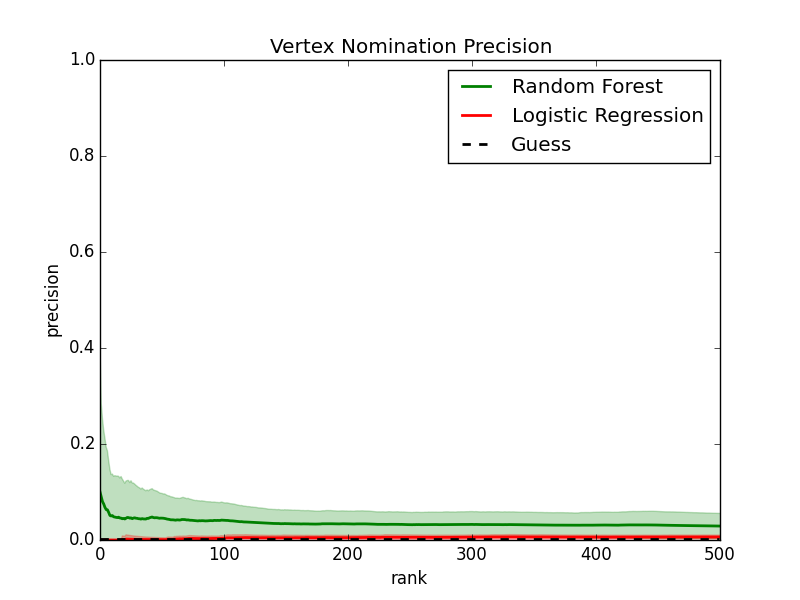 Vertex Nomination Precision
1.0
0.8
0.6
0.4
0.2
0.0
precision
Random Forest
Logistic Regression
Guess
0 100 200 300 400 500
rank